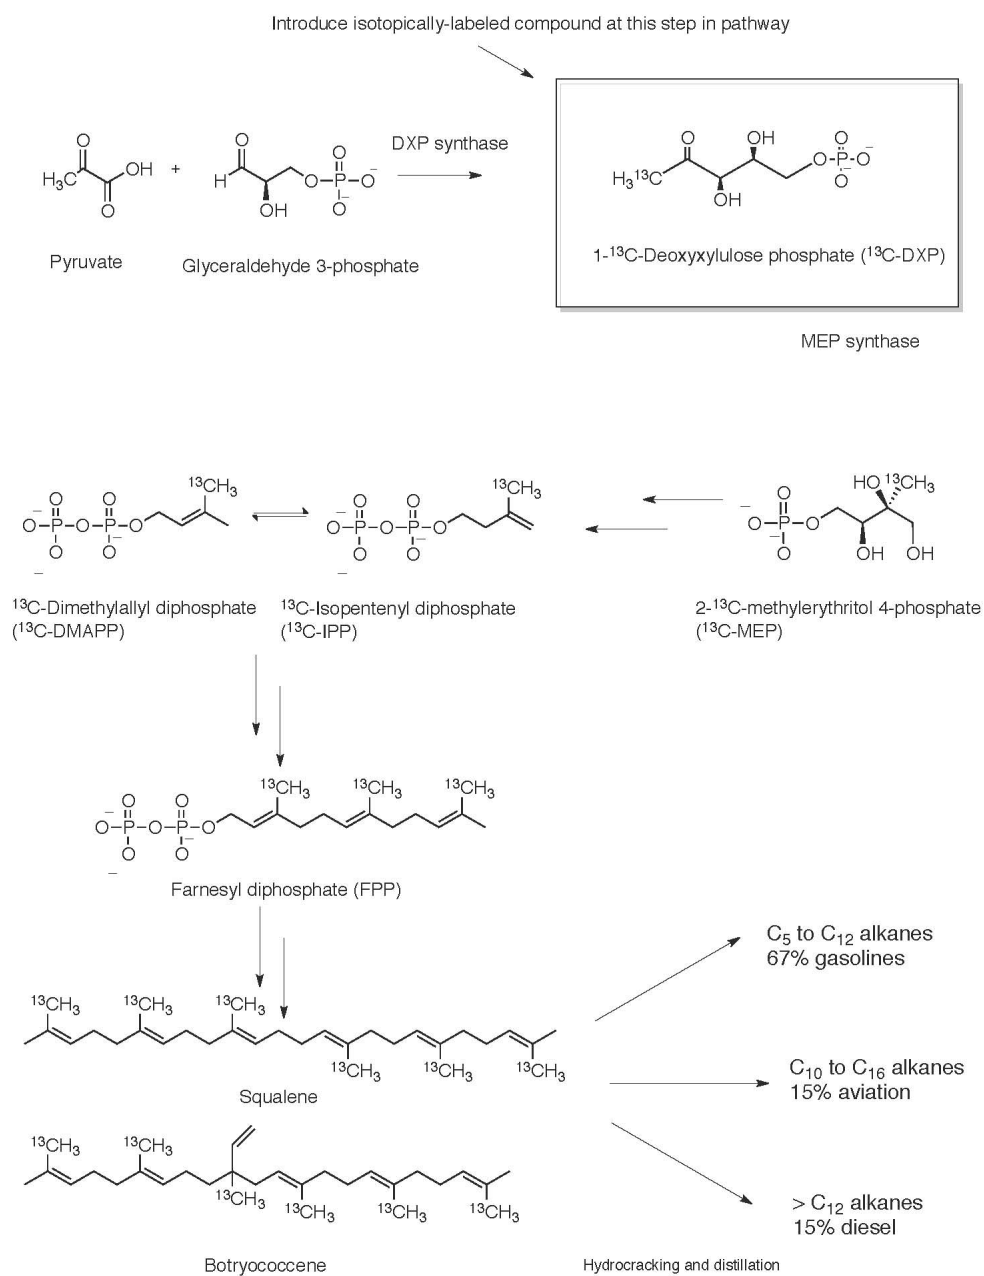 Introduce isotopically-labeled compound at this step in pathway
O
H₃C
OH
O
+
O
H
OH
O
O
P
O⁻
O⁻
DXP synthase
O
H₃¹³C
OH
OH
O
O
P
O⁻
O⁻
Pyruvate
Glyceraldehyde 3-phosphate
1-¹³C-Deoxyxylulose phosphate (¹³C-DXP)
MEP synthase
¹³CH₃
O O
⁻O P O P O
O O⁻
⁻
¹³CH₃
O O
⁻O P O P O
O O⁻
⁻
HO ¹³CH₃
O
⁻O P O
O
⁻
OH OH
¹³C-Dimethylallyl diphosphate
(¹³C-DMAPP)
¹³C-Isopentenyl diphosphate
(¹³C-IPP)
2-¹³C-methylerythritol 4-phosphate
(¹³C-MEP)
¹³CH₃ ¹³CH₃ ¹³CH₃
O O
⁻O P O P O
O O⁻
⁻
Farnesyl diphosphate (FPP)
¹³CH₃ ¹³CH₃ ¹³CH₃
¹³CH₃ ¹³CH₃ ¹³CH₃
Squalene
¹³CH₃ ¹³CH₃
¹³CH₃ ¹³CH₃ ¹³CH₃ ¹³CH₃
Botryococcene
C₅ to C₁₂ alkanes
67% gasolines
C₁₀ to C₁₆ alkanes
15% aviation
> C₁₂ alkanes
15% diesel
Hydrocracking and distillation